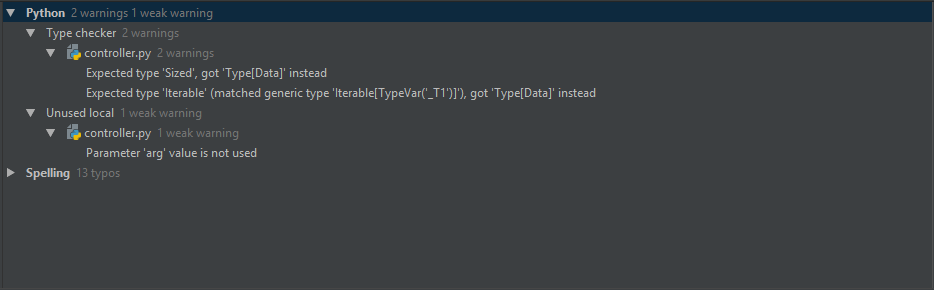 Python 2 warnings 1 weak warning
Type checker 2 warnings
controller.py 2 warnings
Expected type 'Sized', got 'Type[Data]' instead
Expected type 'Iterable' (matched generic type 'Iterable[TypeVar('_T1')]'), got 'Type[Data]' instead
Unused local 1 weak warning
controller.py 1 weak warning
Parameter 'arg' value is not used
Spelling 13 typos